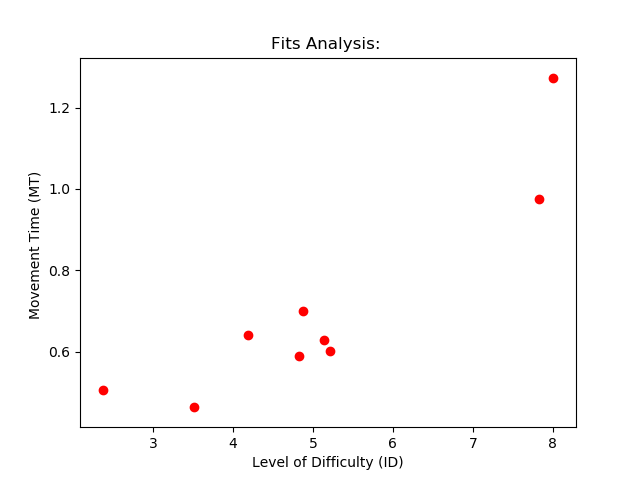 Fits Analysis:
1.2
1.0
0.8
0.6
Movement Time (MT)
3 4 5 6 7 8
Level of Difficulty (ID)